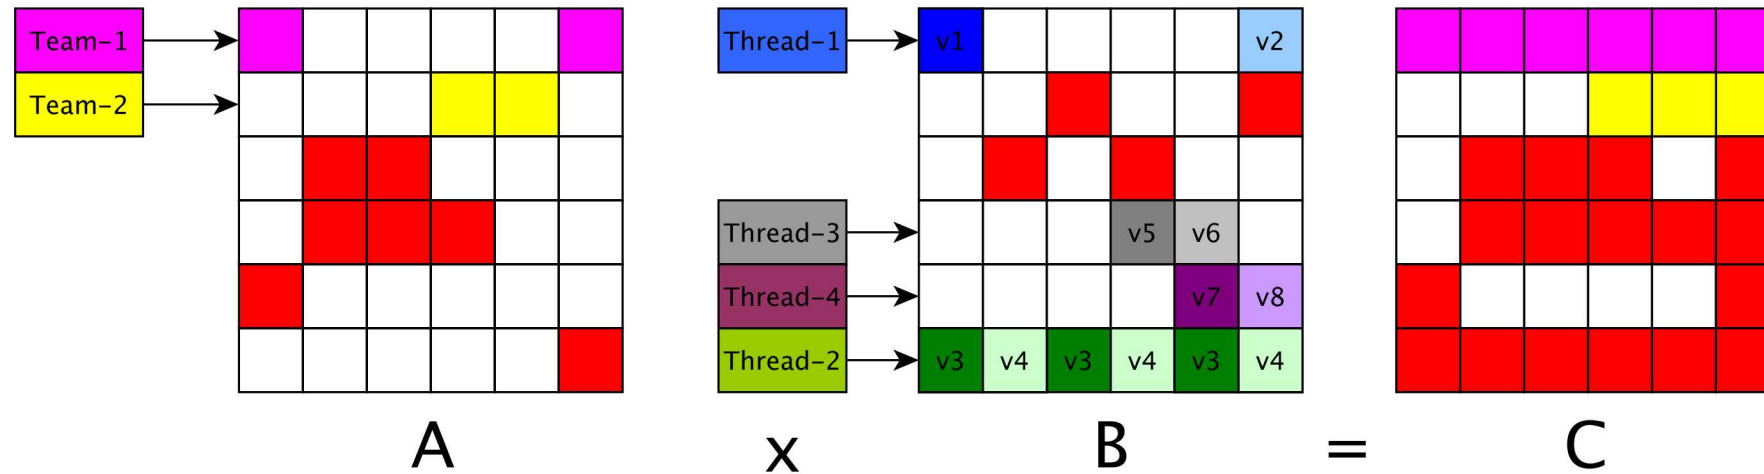 Team-1 Thread-1 v1 v2
Team-2
Thread-3 v5 v6
Thread-4 v7 v8
Thread-2 v3 v4 v3 v4 v3 v4
A x B = C